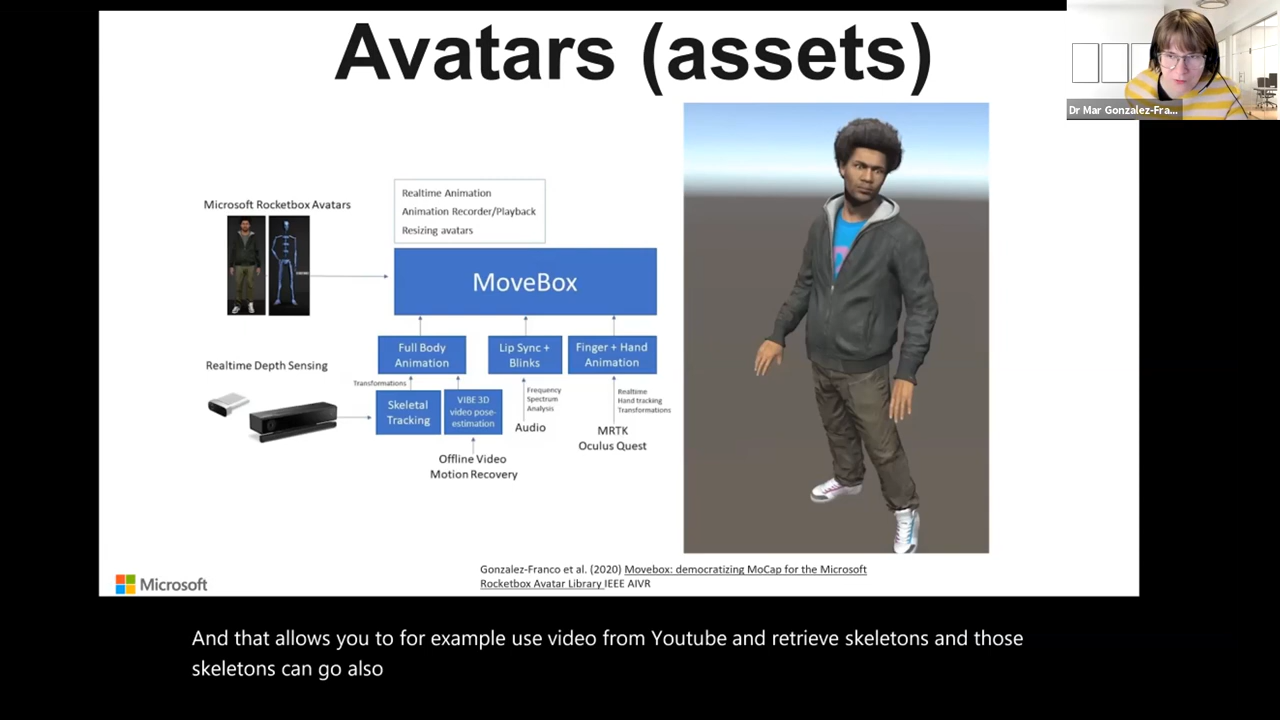 Avatars (assets)
Dr Mar Gonzalez-Fra...
Microsoft Rocketbox Avatars
Realtime Animation
Animation Recorder/Playback
Resizing avatars
MoveBox
Full Body
Animation
Lip Sync +
Blinks
Finger + Hand
Animation
Realtime Depth Sensing
Transformations
Skeletal
Tracking
VIBE 3D
video pose-
estimation
Frequency
Spectrum
Analysis
Audio
Realtime
Hand tracking
Transformations
MRTK
Oculus Quest
Offline Video
Motion Recovery
Gonzalez-Franco et al. (2020) Movebox: democratizing MoCap for the Microsoft
Rocketbox Avatar Library IEEE AIVR
Microsoft
And that allows you to for example use video from Youtube and retrieve skeletons and those
skeletons can go also